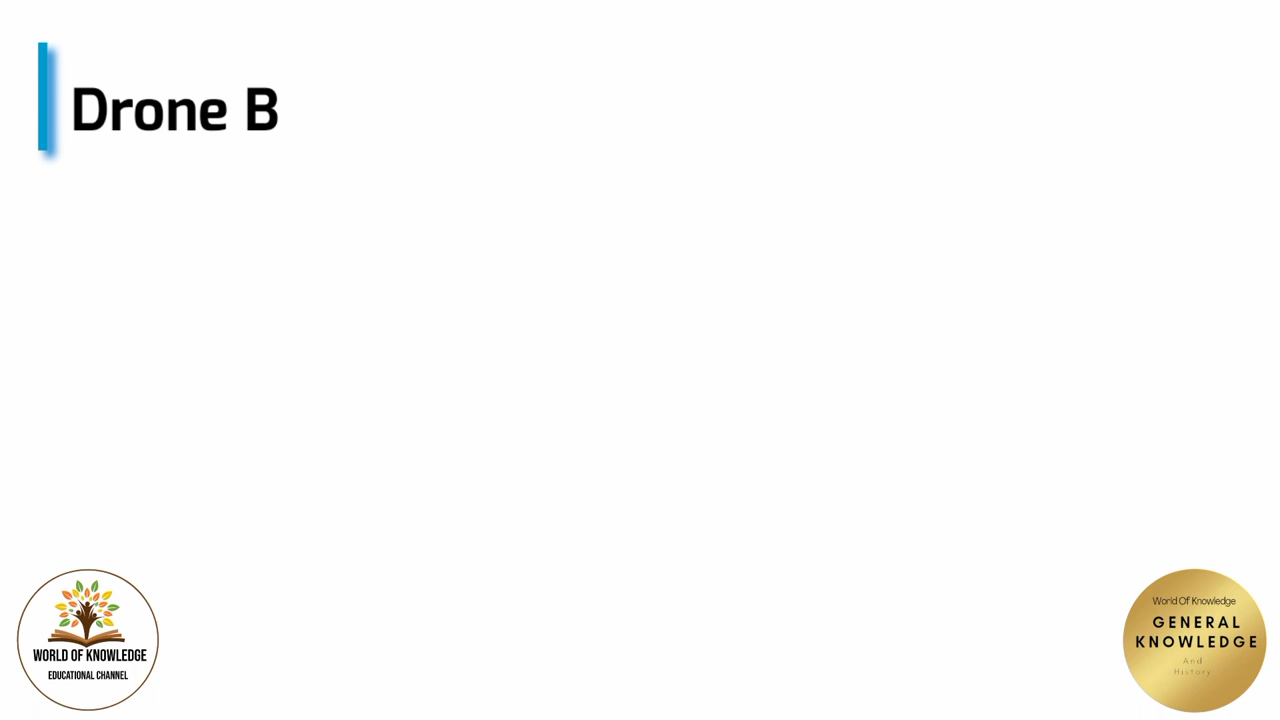 Drone B
WORLD OF KNOWLEDGE
EDUCATIONAL CHANNEL
World Of Knowledge
GENERAL
KNOWLEDGE
And
History